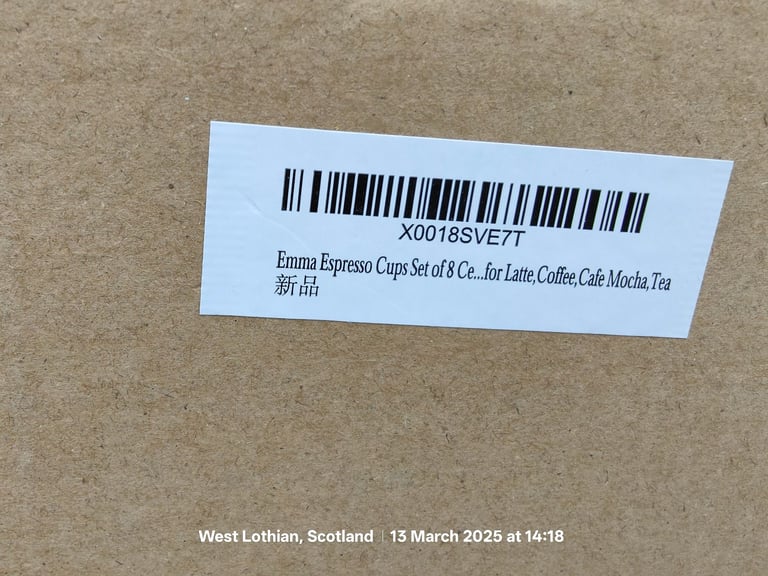 X0018SVE7T
Emma Espresso Cups Set of 8 Ce...for Latte,Coffee,Cafe Mocha,Tea
新品
West Lothian, Scotland | 13 March 2025 at 14:18